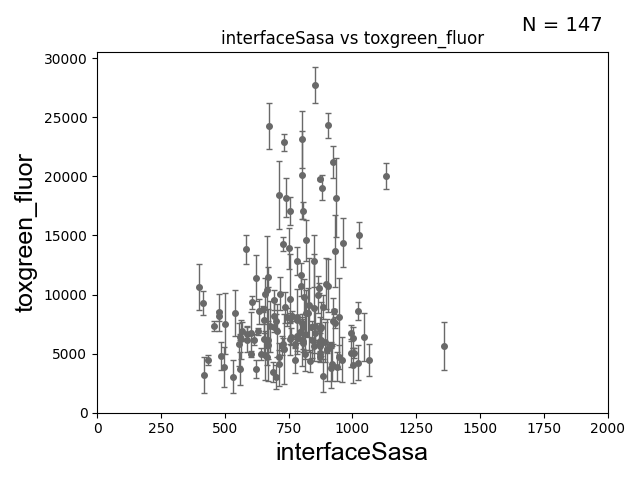 N = 147
interfaceSasa vs toxgreen_fluor
30000
25000
20000
15000
10000
5000
0
toxgreen_fluor
0 250 500 750 1000 1250 1500 1750 2000
interfaceSasa